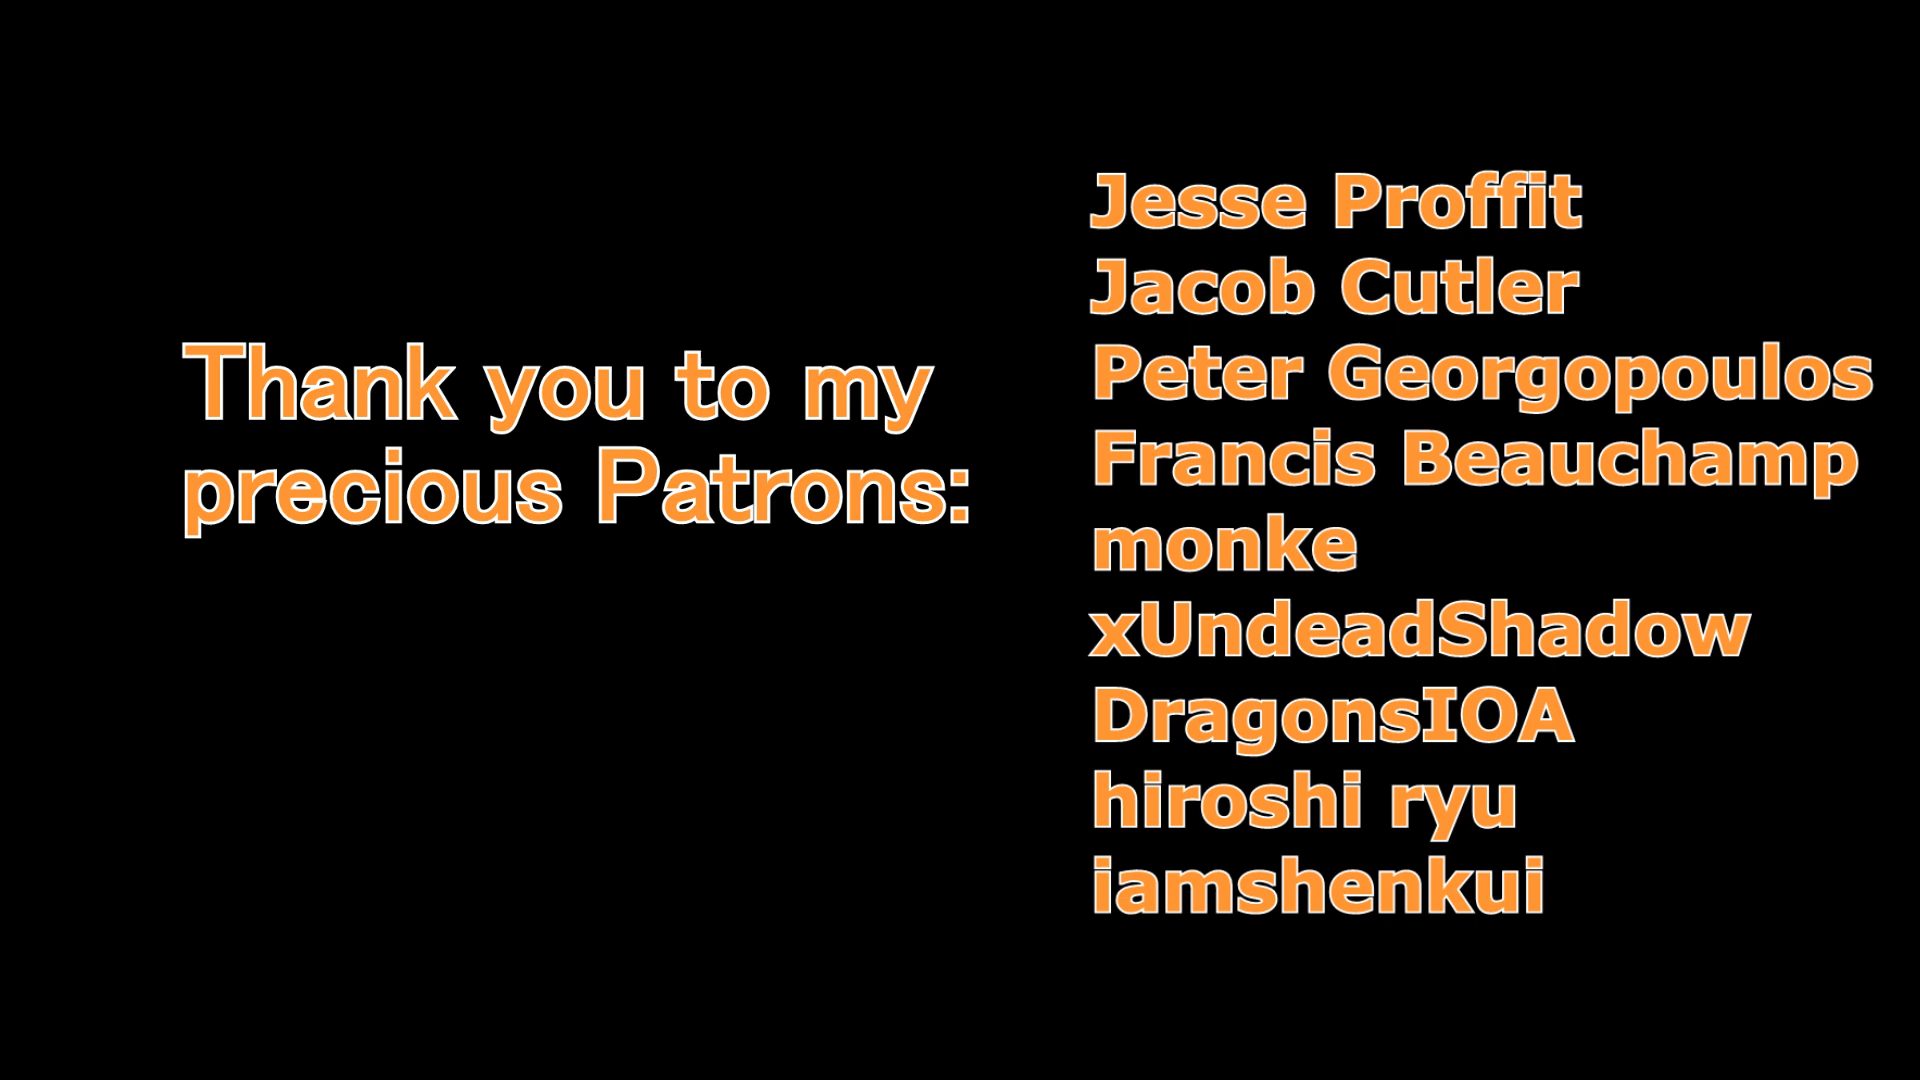 Thank you to my
precious Patrons:
Jesse Proffit
Jacob Cutler
Peter Georgopoulos
Francis Beauchamp
monke
xUndeadShadow
DragonsIOA
hiroshi ryu
iamshenkui